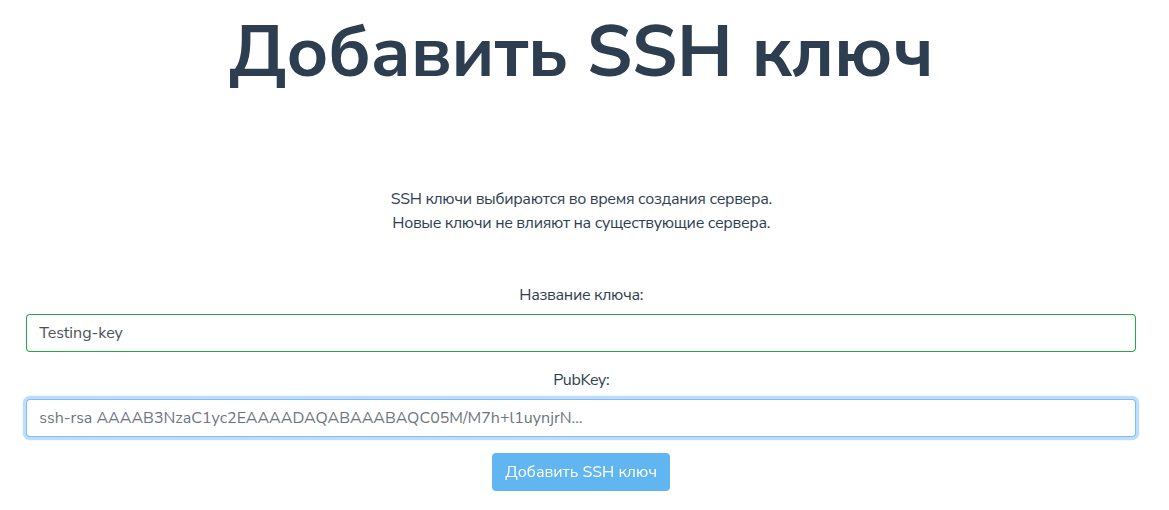 Добавить SSH ключ
SSH ключи выбираются во время создания сервера.
Новые ключи не влияют на существующие сервера.
Название ключа:
Testing-key
PubKey:
ssh-rsa AAAAB3NzaC1yc2EAAAADAQABAAABAQC05M/M7h+l1uynjrN...
Добавить SSH ключ